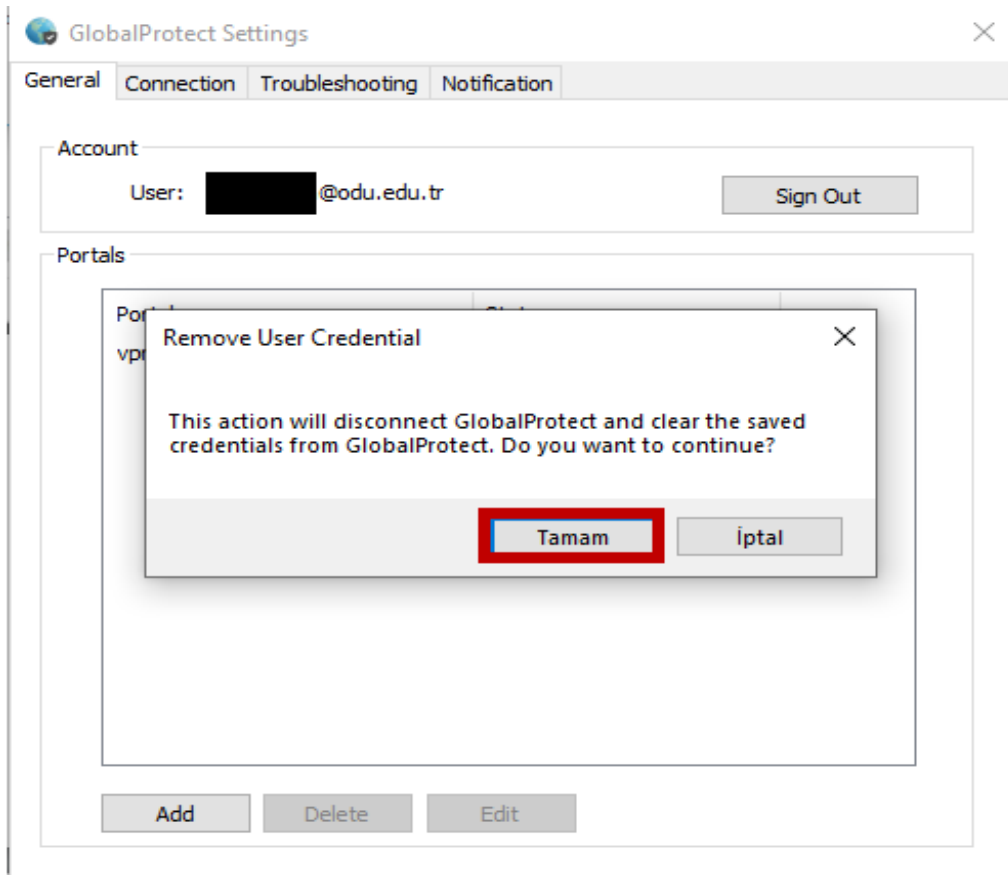 GlobalProtect Settings
General Connection Troubleshooting Notification
Account
User: @odu.edu.tr Sign Out
Portals
Remove User Credential
This action will disconnect GlobalProtect and clear the saved
credentials from GlobalProtect. Do you want to continue?
Tamam İptal
Add Delete Edit